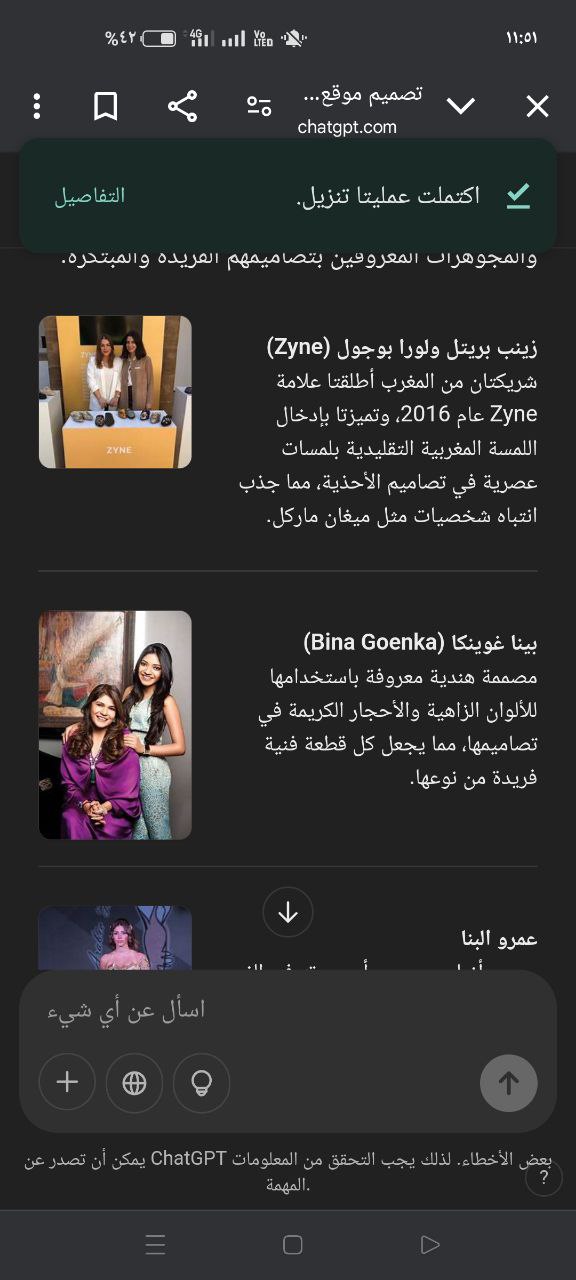 ١١:٥١
4G
Vo LTED
%٤٢
تصميم موقع...
chatgpt.com
اكتملت عمليتا تنزيل.
التفاصيل
والمجوهرات المعروفين بتصاميمهم الفريدة والمبتكرة.
زينب بريتل ولورا بوجول (Zyne)
شريكتان من المغرب أطلقتا علامة
Zyne عام 2016، وتميزتا بإدخال
اللمسة المغربية التقليدية بلمسات
عصرية في تصاميم الأحذية، مما جذب
انتباه شخصيات مثل ميغان ماركل.
ZYNE
بينا غوينكا (Bina Goenka)
مصممة هندية معروفة باستخدامها
للألوان الزاهية والأحجار الكريمة في
تصاميمها، مما يجعل كل قطعة فنية
فريدة من نوعها.
عمرو البنا
اسأل عن أي شيء
بعض الأخطاء. لذلك يجب التحقق من المعلومات ChatGPT يمكن أن تصدر عن
المهمة.
?